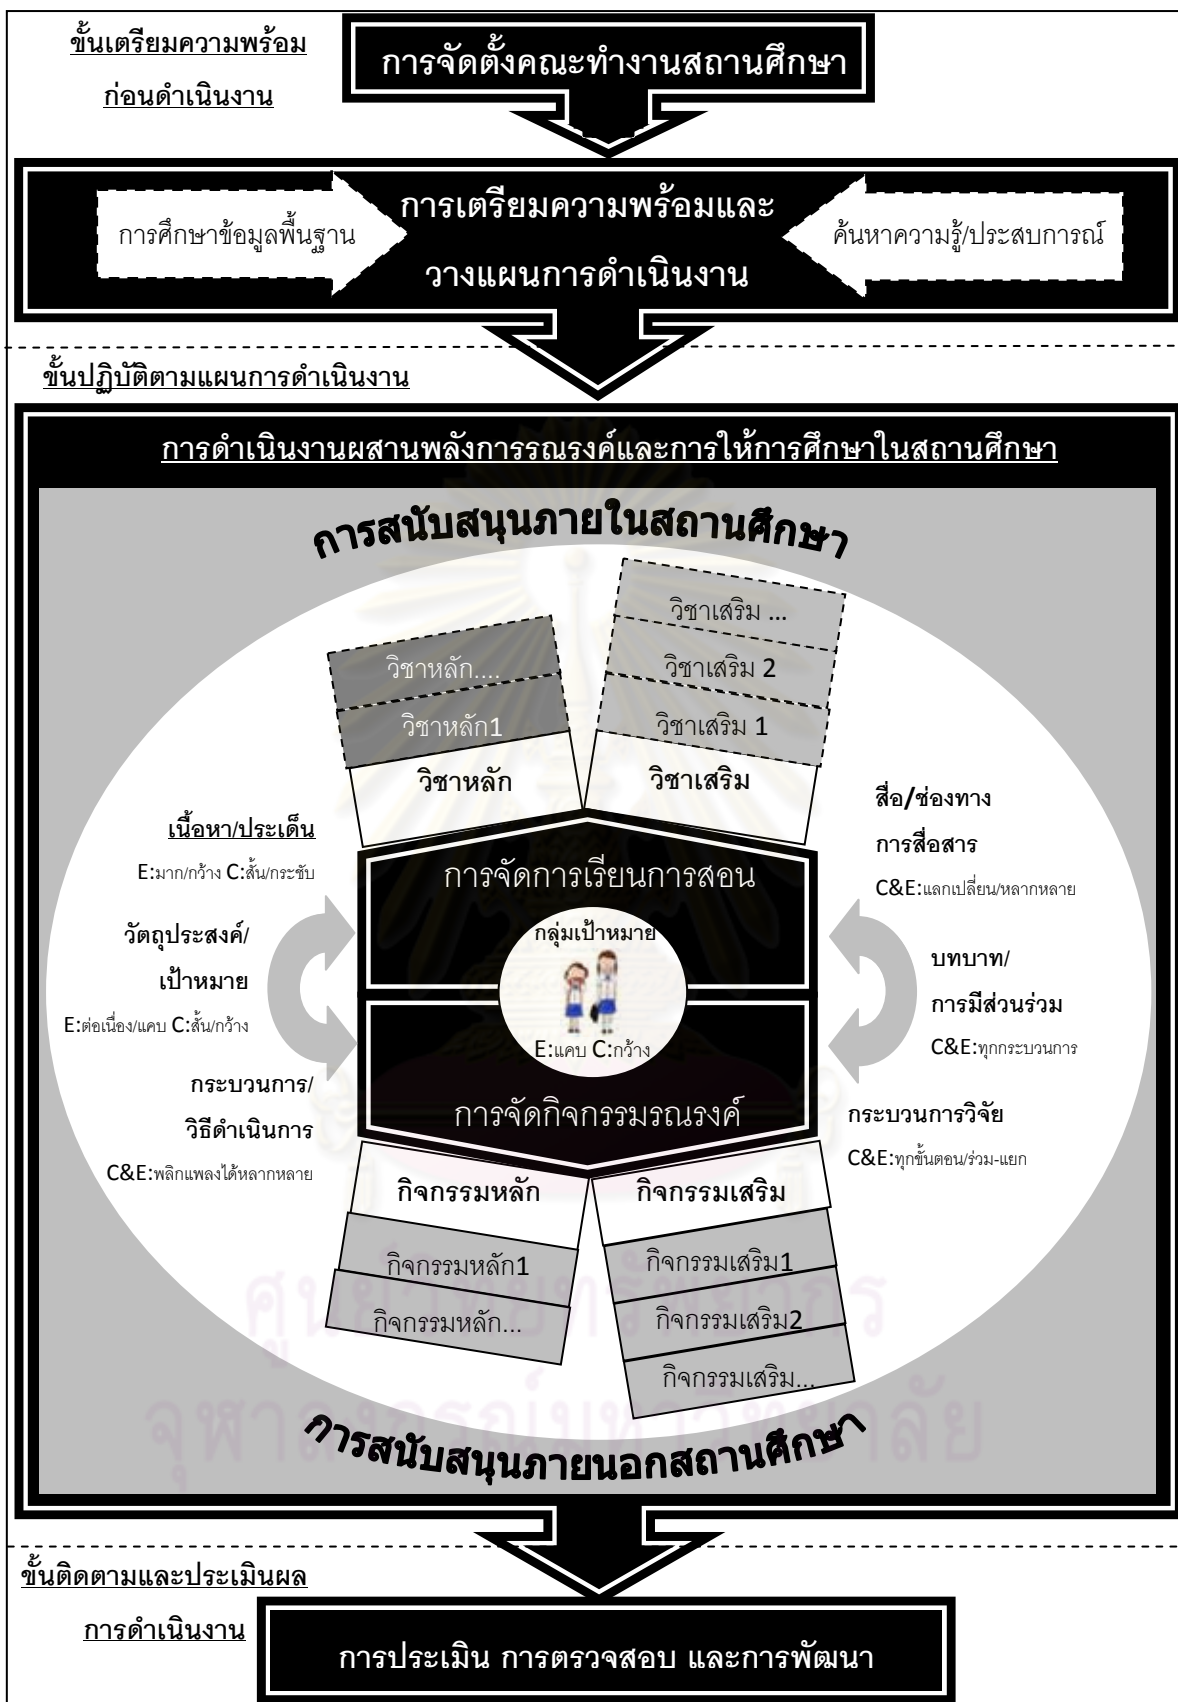 ขั้นเตรียมความพร้อม
ก่อนดำเนินงาน
การจัดตั้งคณะทำงานสถานศึกษา
การศึกษาข้อมูลพื้นฐาน
การเตรียมความพร้อมและ
วางแผนการดำเนินงาน
ค้นหาความรู้/ประสบการณ์
ขั้นปฏิบัติตามแผนการดำเนินงาน
การดำเนินงานผสานพลังการรณรงค์และการให้การศึกษาในสถานศึกษา
การสนับสนุนภายในสถานศึกษา
วิชาหลัก....
วิชาหลัก1
วิชาหลัก
วิชาเสริม ...
วิชาเสริม 2
วิชาเสริม 1
วิชาเสริม
เนื้อหา/ประเด็น
E:มาก/กว้าง C:สั้น/กระชับ
วัตถุประสงค์/
เป้าหมาย
E:ต่อเนื่อง/แคบ C:สั้น/กว้าง
กระบวนการ/
วิธีดำเนินการ
C&E:พลิกแพลงได้หลากหลาย
การจัดการเรียนการสอน
กลุ่มเป้าหมาย
E:แคบ C:กว้าง
การจัดกิจกรรมรณรงค์
สื่อ/ช่องทาง
การสื่อสาร
C&E:แลกเปลี่ยน/หลากหลาย
บทบาท/
การมีส่วนร่วม
C&E:ทุกกระบวนการ
กระบวนการวิจัย
C&E:ทุกขั้นตอน/ร่วม-แยก
กิจกรรมหลัก
กิจกรรมหลัก1
กิจกรรมหลัก...
กิจกรรมเสริม
กิจกรรมเสริม1
กิจกรรมเสริม2
กิจกรรมเสริม...
ศูนย์วิทยทรัพยากร
จุฬาลงกรณ์มหาวิทยาลัย
การสนับสนุนภายนอกสถานศึกษา
ขั้นติดตามและประเมินผล
การดำเนินงาน
การประเมิน การตรวจสอบ และการพัฒนา